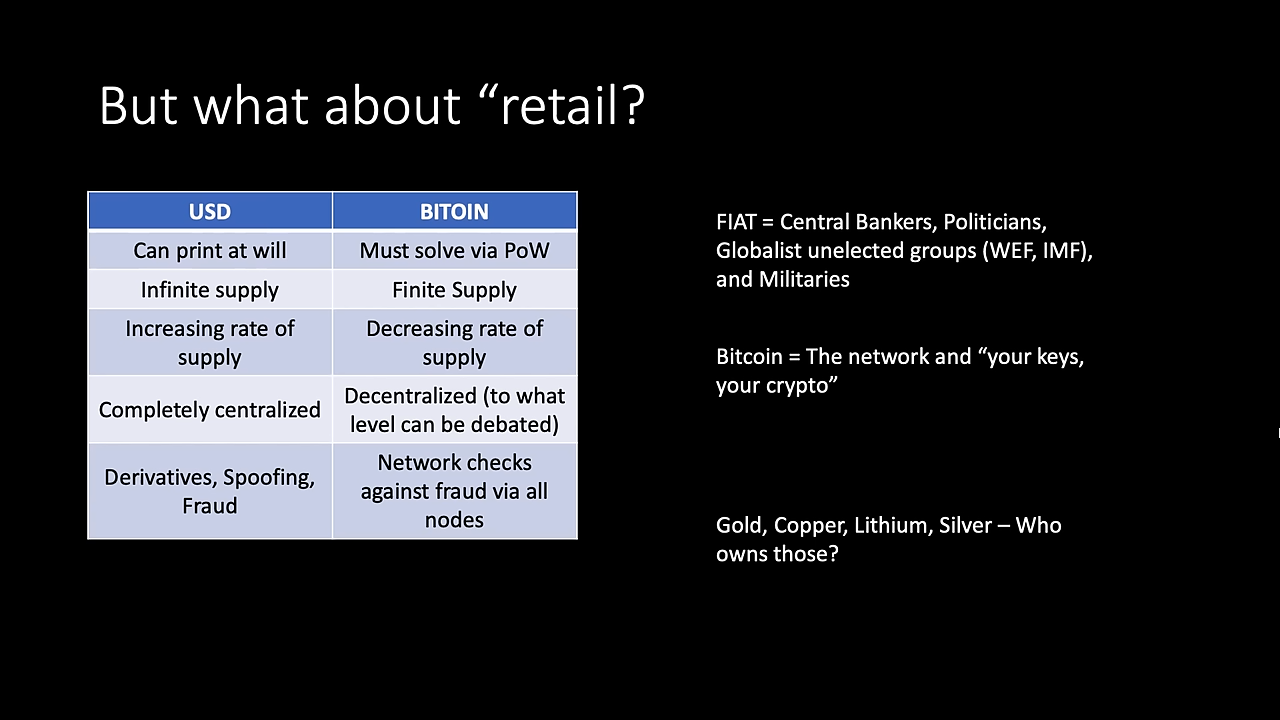 But what about “retail?
USD
BITOIN
Can print at will
Must solve via PoW
Infinite supply
Finite Supply
Increasing rate of
supply
Decreasing rate of
supply
Completely centralized
Decentralized (to what
level can be debated)
Derivatives, Spoofing,
Fraud
Network checks
against fraud via all
nodes
FIAT = Central Bankers, Politicians,
Globalist unelected groups (WEF, IMF),
and Militaries
Bitcoin = The network and “your keys,
your crypto”
Gold, Copper, Lithium, Silver – Who
owns those?